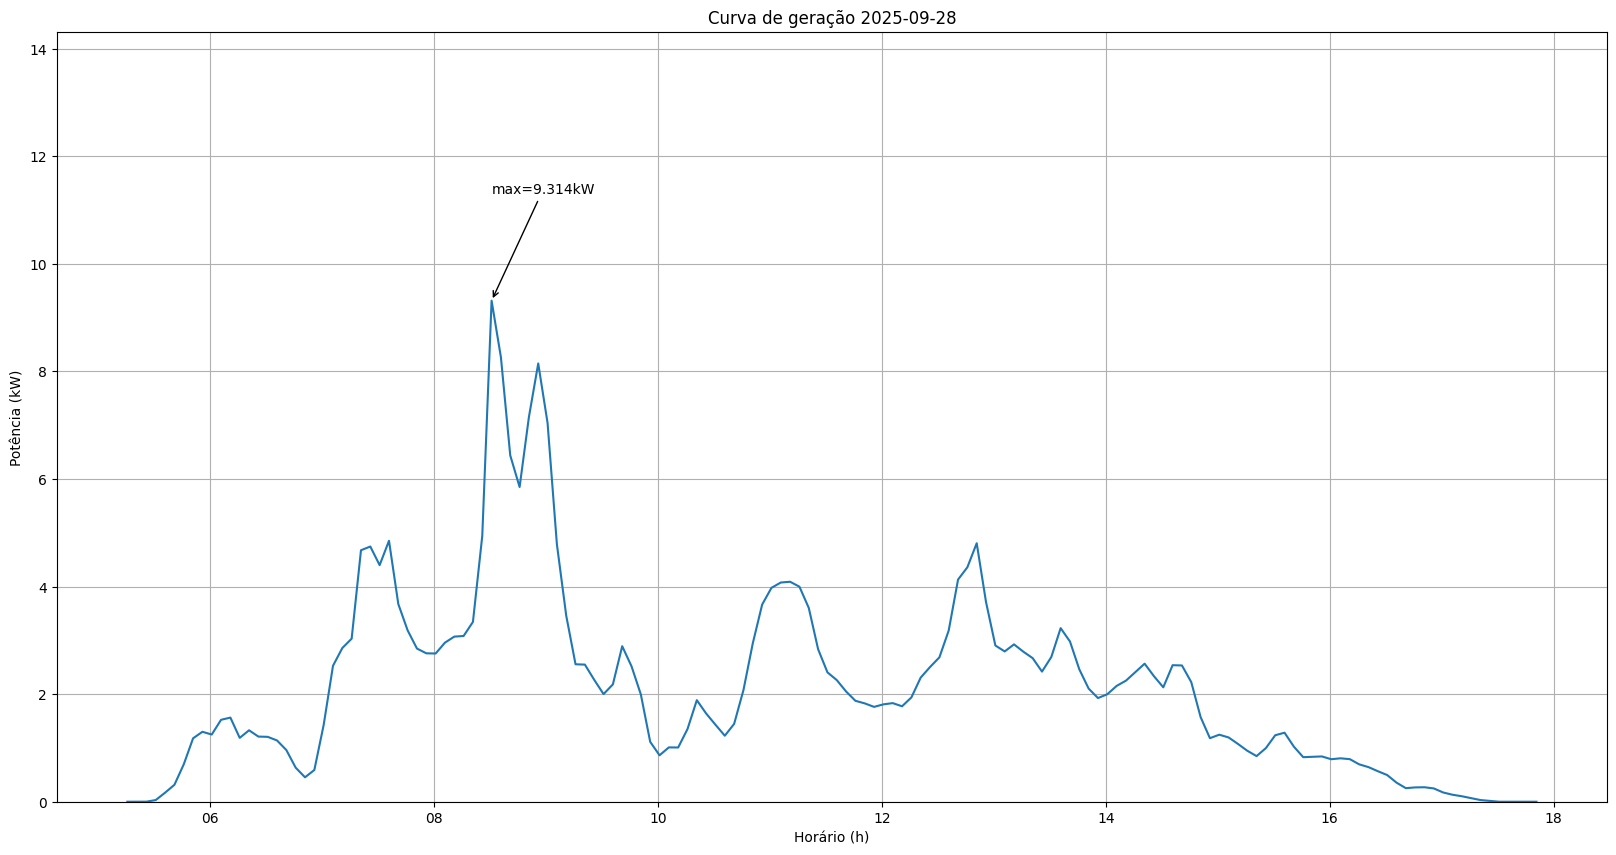 Curva de geração 2025-09-28
14
12
max=9.314kW
10
8
Potência (kW)
6
4
2
0
06 08 10 12 14 16 18
Horário (h)